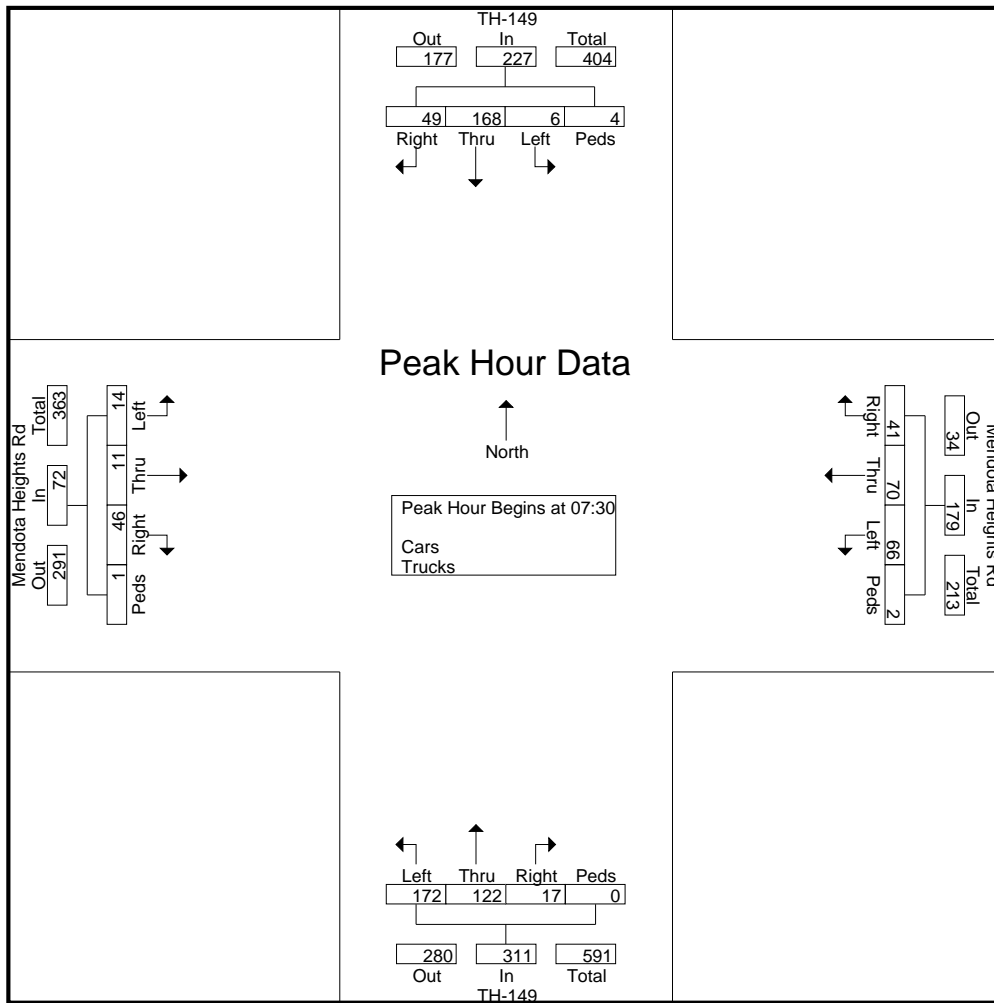 TH-149
Out In Total
177 227 404
49 168 6 4
Right Thru Left Peds
Peak Hour Data
North
Peak Hour Begins at 07:30
Cars
Trucks
Mendota Heights Rd
Total In Out
363 72 291
14 11 46 1
Left Thru Right Peds
Mendota Heights Rd
Out In Total
34 179 213
41 70 66 2
Right Thru Left Peds
Left Thru Right Peds
172 122 17 0
280 311 591
Out In Total
TH-149